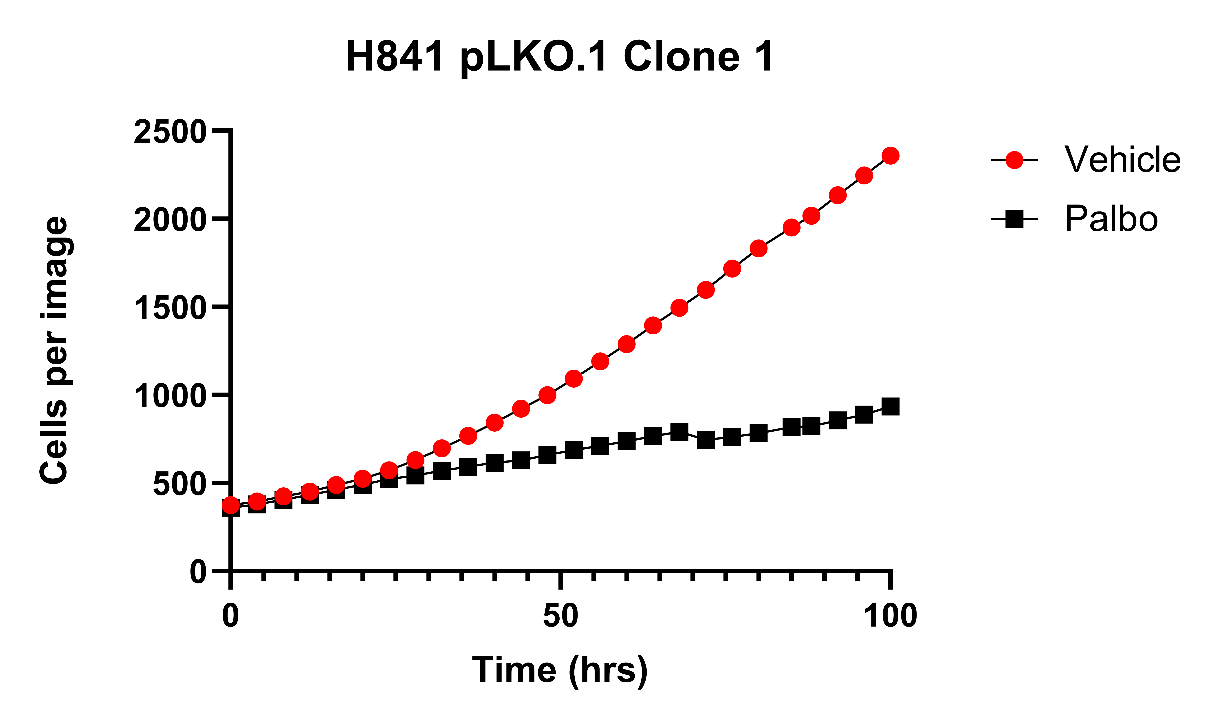 H841 pLKO.1 Clone 1
2500
2000
1500
1000
500
0
Cells per image
0 50 100
Time (hrs)
Vehicle
Palbo